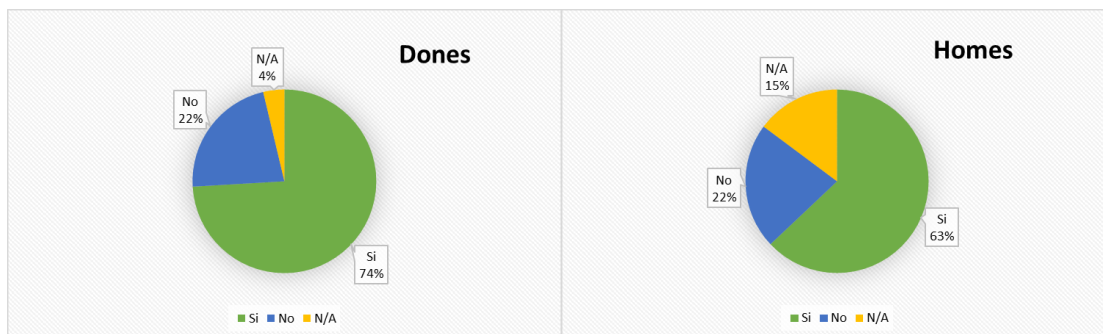 Dones
N/A
4%
No
22%
Si
74%
Si No N/A
Homes
N/A
15%
No
22%
Si
63%
Si No N/A